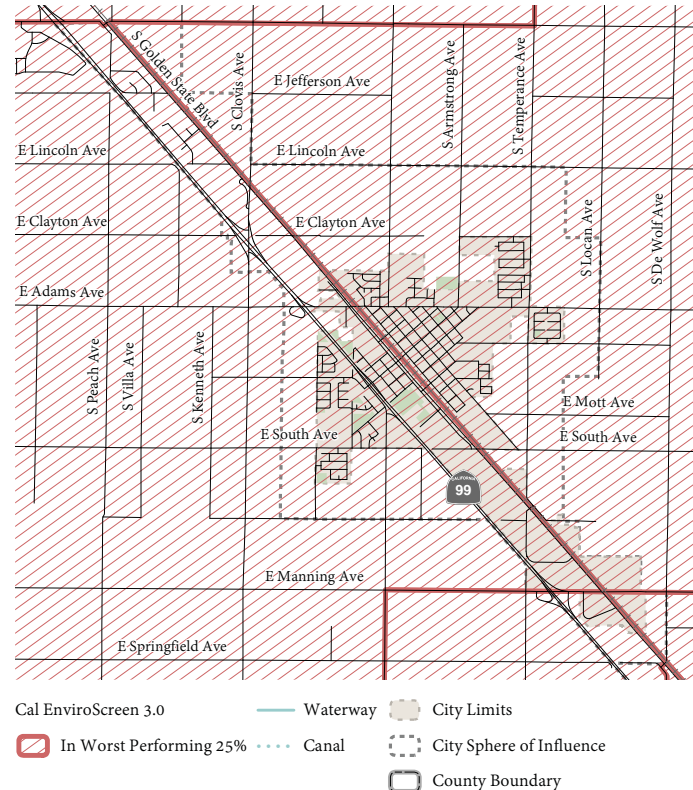 S Golden State Blvd
S Clovis Ave
E Jefferson Ave
S Armstrong Ave
S Temperance Ave
E Lincoln Ave
E Lincoln Ave
E Clayton Ave
E Clayton Ave
S Locan Ave
S De Wolf Ave
E Adams Ave
S Peach Ave
S Villa Ave
S Kenneth Ave
E Mott Ave
E South Ave
E South Ave
CALIFORNIA
99
E Manning Ave
E Springfield Ave
Cal EnviroScreen 3.0
Waterway
City Limits
In Worst Performing 25%
Canal
City Sphere of Influence
County Boundary